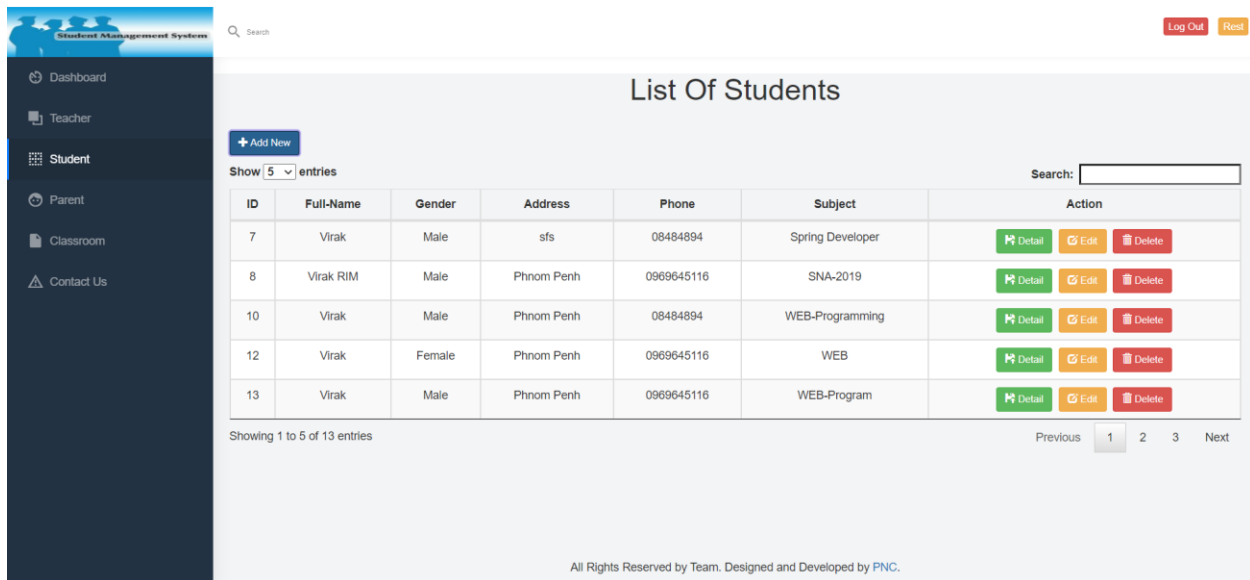 Student Management System
Search
Log Out Rest
Dashboard
Teacher
Student
Parent
Classroom
Contact Us
List Of Students
Add New
Show 5 entries
Search:
ID Full-Name Gender Address Phone Subject Action
7 Virak Male sfs 08484894 Spring Developer Detail Edit Delete
8 Virak RIM Male Phnom Penh 0969645116 SNA-2019 Detail Edit Delete
10 Virak Male Phnom Penh 08484894 WEB-Programming Detail Edit Delete
12 Virak Female Phnom Penh 0969645116 WEB Detail Edit Delete
13 Virak Male Phnom Penh 0969645116 WEB-Program Detail Edit Delete
Showing 1 to 5 of 13 entries
Previous 1 2 3 Next
All Rights Reserved by Team. Designed and Developed by PNC.